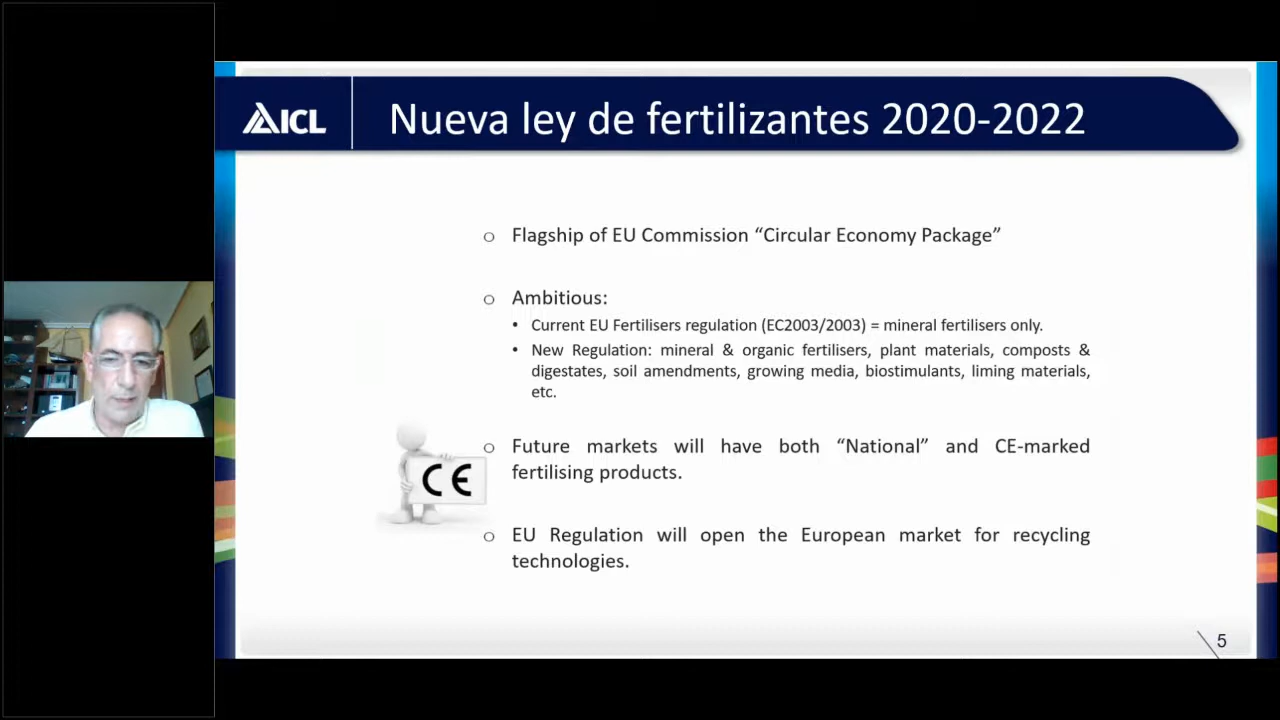 AICL
Nueva ley de fertilizantes 2020-2022
o Flagship of EU Commission “Circular Economy Package”
o Ambitious:
• Current EU Fertilisers regulation (EC2003/2003) = mineral fertilisers only.
• New Regulation: mineral & organic fertilisers, plant materials, composts &
digestates, soil amendments, growing media, biostimulants, liming materials,
etc.
o Future markets will have both “National” and CE-marked
fertilising products.
CE
o EU Regulation will open the European market for recycling
technologies.
5